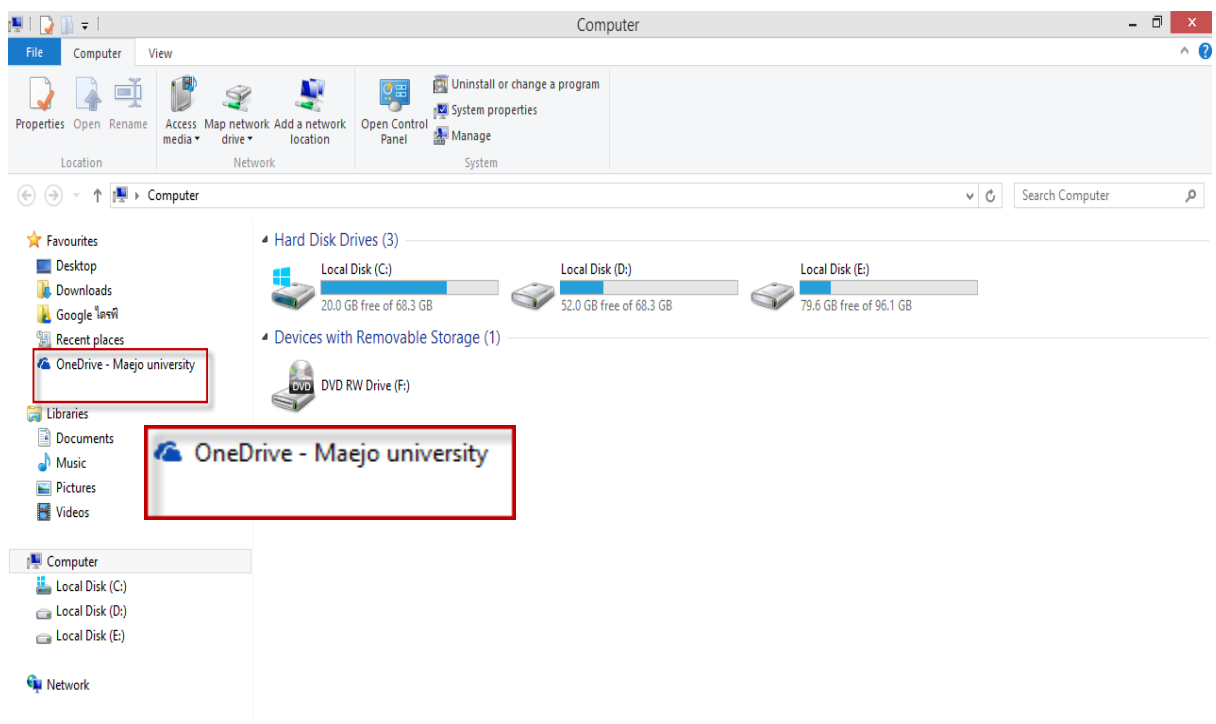 Computer
File Computer View
Properties Open Rename Access media Map network drive Add a network location Open Control Panel Uninstall or change a program
System properties
Manage
Location Network System
Computer Search Computer
Favourites
Desktop
Downloads
Google ไดรฟ์
Recent places
OneDrive - Maejo university
Libraries
Documents
Music
Pictures
Videos
Computer
Local Disk (C:)
Local Disk (D:)
Local Disk (E:)
Network
Hard Disk Drives (3)
Local Disk (C:) Local Disk (D:) Local Disk (E:)
20.0 GB free of 68.3 GB 52.0 GB free of 68.3 GB 79.6 GB free of 96.1 GB
Devices with Removable Storage (1)
DVD DVD RW Drive (F:)
OneDrive - Maejo university